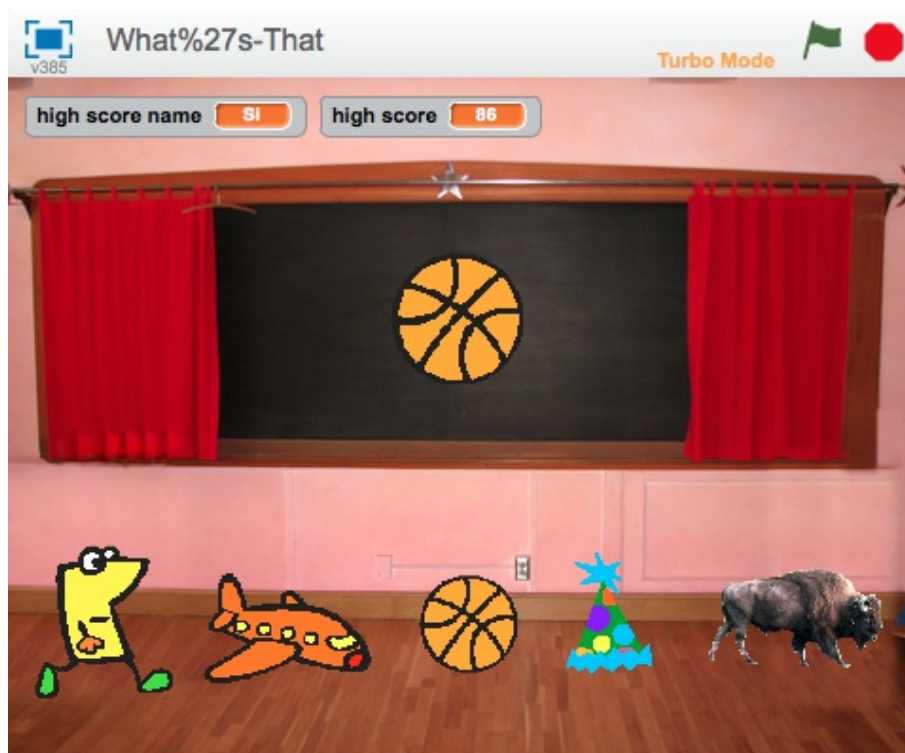 What%27s-That
v385
Turbo Mode
high score name Si
high score 86